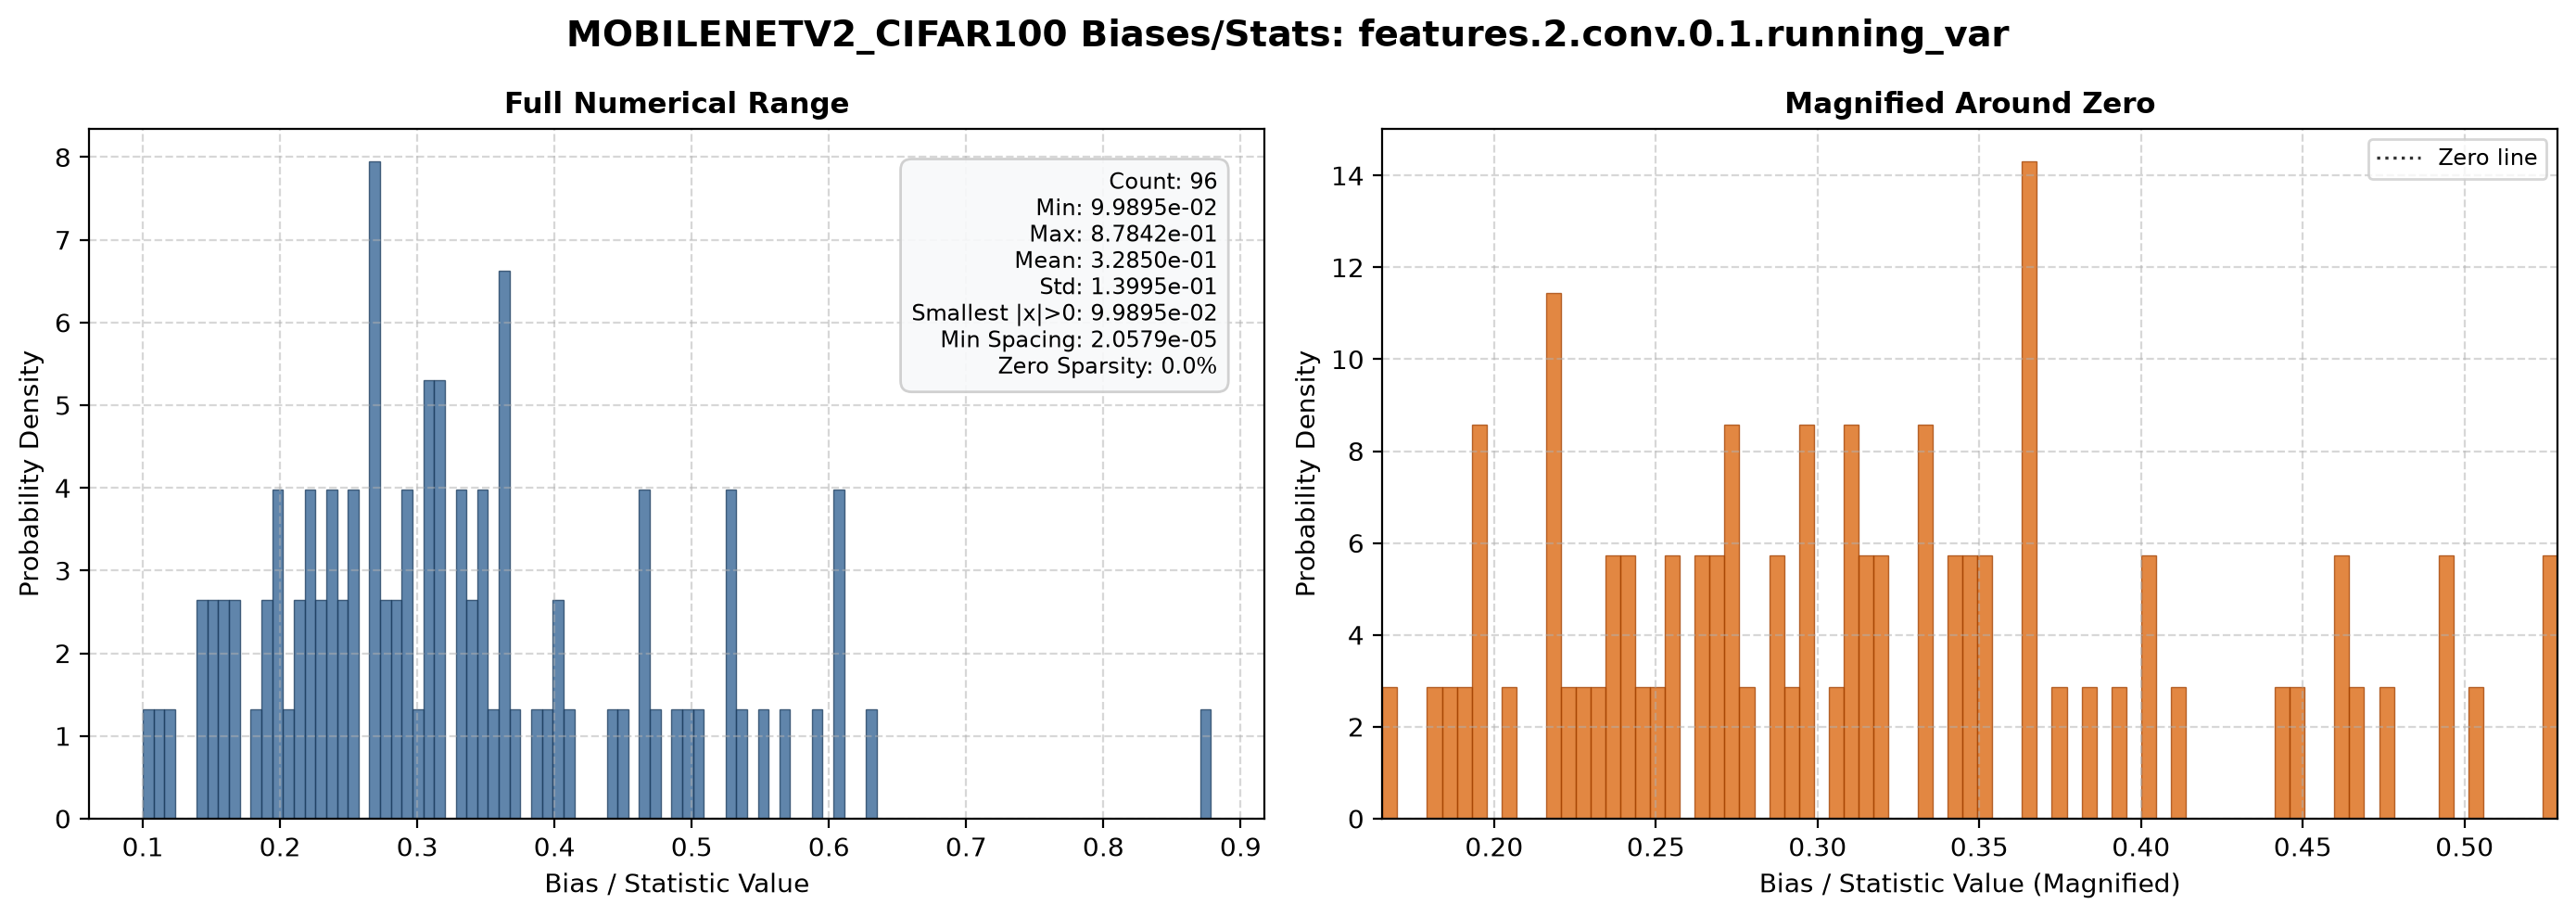 MOBILENETV2_CIFAR100 Biases/Stats: features.2.conv.0.1.running_var
Full Numerical Range
Probability Density
8
7
6
5
4
3
2
1
0
Count: 96
Min: 9.9895e-02
Max: 8.7842e-01
Mean: 3.2850e-01
Std: 1.3995e-01
Smallest |x|>0: 9.9895e-02
Min Spacing: 2.0579e-05
Zero Sparsity: 0.0%
0.1 0.2 0.3 0.4 0.5 0.6 0.7 0.8 0.9
Bias / Statistic Value
Magnified Around Zero
Probability Density
14
12
10
8
6
4
2
0
Zero line
0.20 0.25 0.30 0.35 0.40 0.45 0.50
Bias / Statistic Value (Magnified)